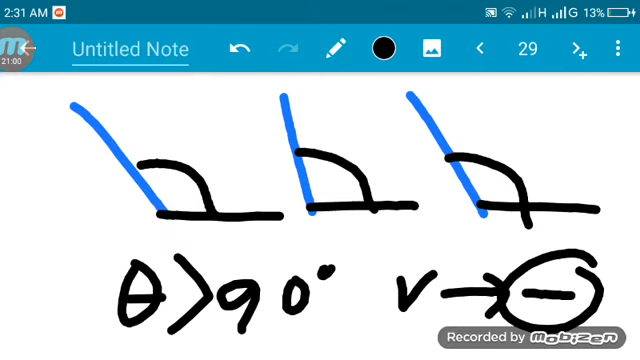 2:31 AM H G 13%
21:00 Untitled Note 29
θ > 90° r → −
Recorded by mobizen